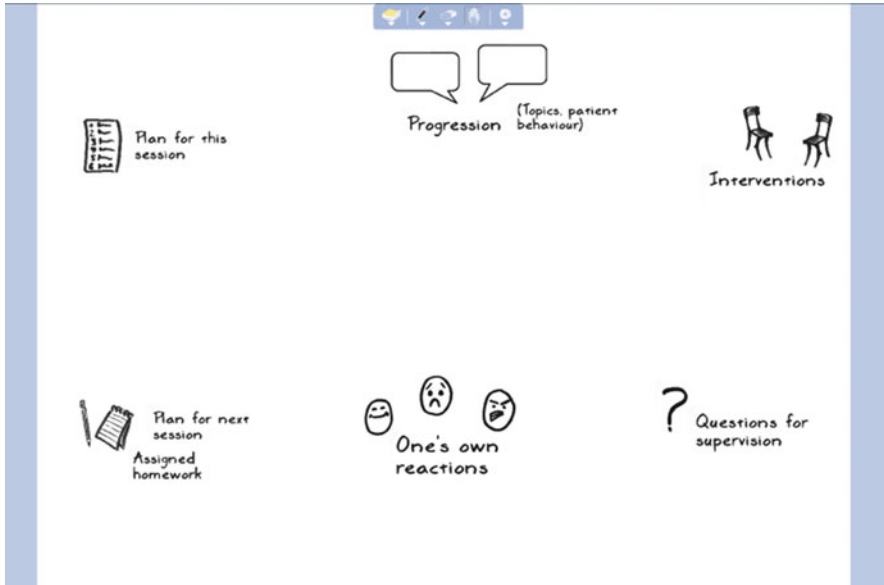 Plan for this
session
Progression
(Topics, patient
behaviour)
Interventions
Plan for next
session
Assigned
homework
One's own
reactions
?
Questions for
supervision